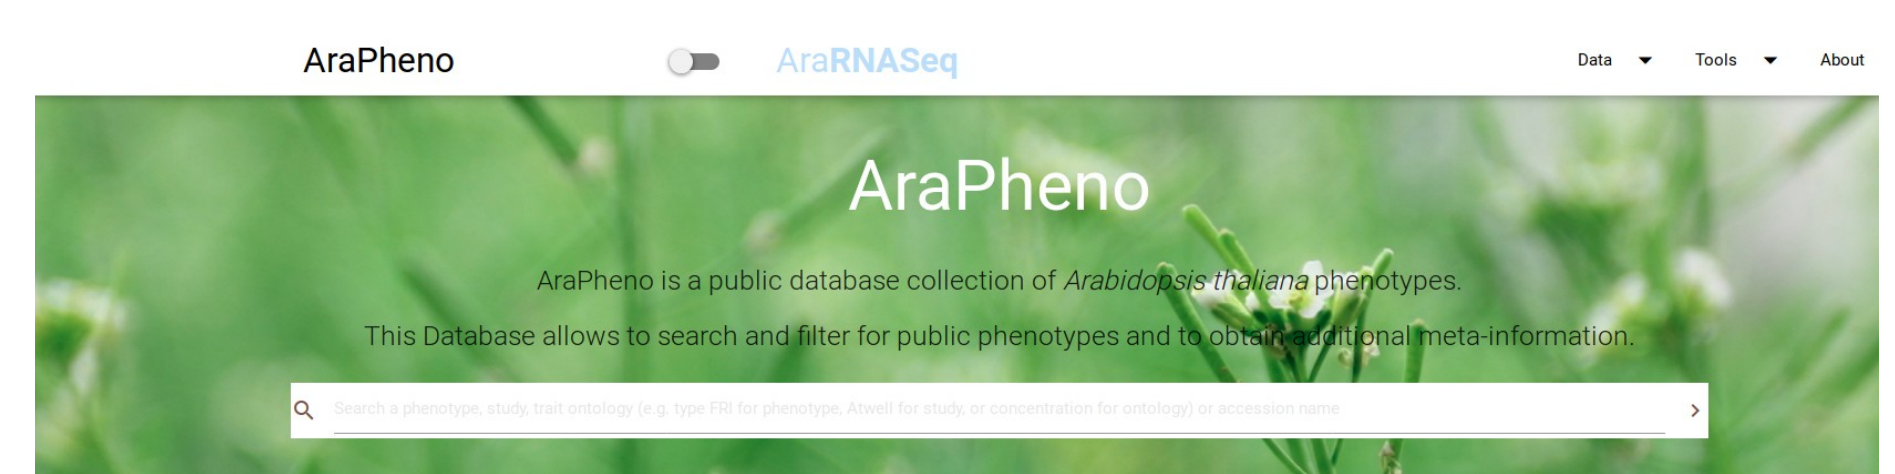 AraPheno AraRNASeq Data Tools About
AraPheno
AraPheno is a public database collection of Arabidopsis thaliana phenotypes.
This Database allows to search and filter for public phenotypes and to obtain additional meta-information.
Search a phenotype, study, trait ontology (e.g. type FRI for phenotype, Atwell for study, or concentration for ontology) or accession name